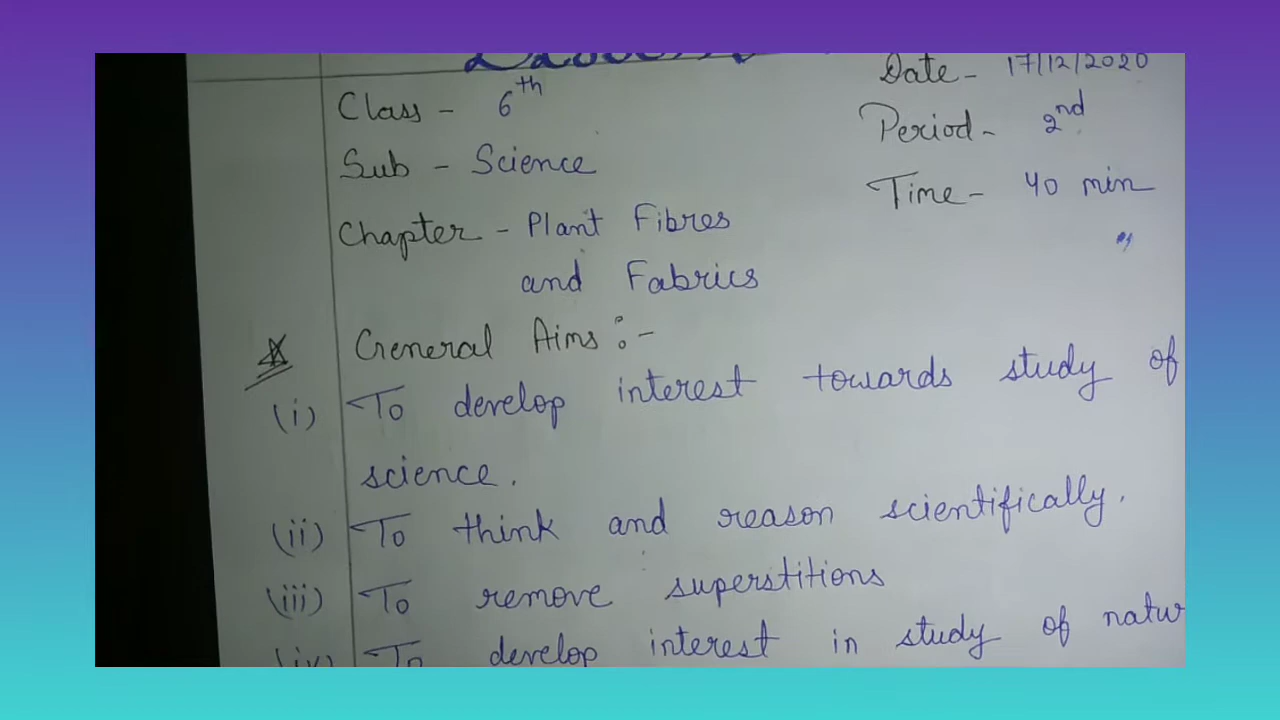 Class - 6th
Date - 17/12/2020
Sub - Science
Period - 2nd
Time - 40 min
Chapter - Plant Fibres
and Fabrics
General Aims :-
(i) To develop interest towards study of
science.
(ii) To think and reason scientifically.
(iii) To remove superstitions
(iv) To develop interest in study of natur